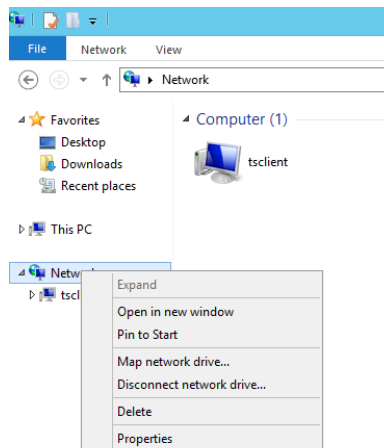 File Network View
Network
Favorites
Desktop
Downloads
Recent places
This PC
Computer (1)
tsclient
Expand
Open in new window
Pin to Start
Map network drive...
Disconnect network drive...
Delete
Properties